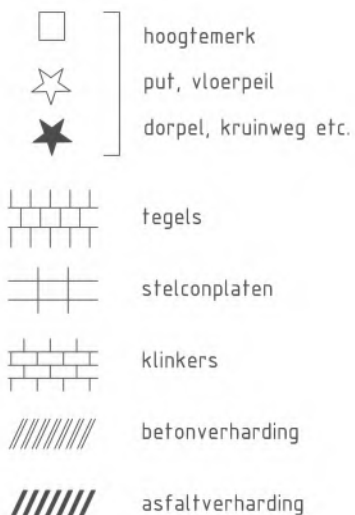 hoogtemerk
put, vloerpeil
dorpel, kruinweg etc.
tegels
stelconplaten
klinkers
betonverharding
asfaltverharding